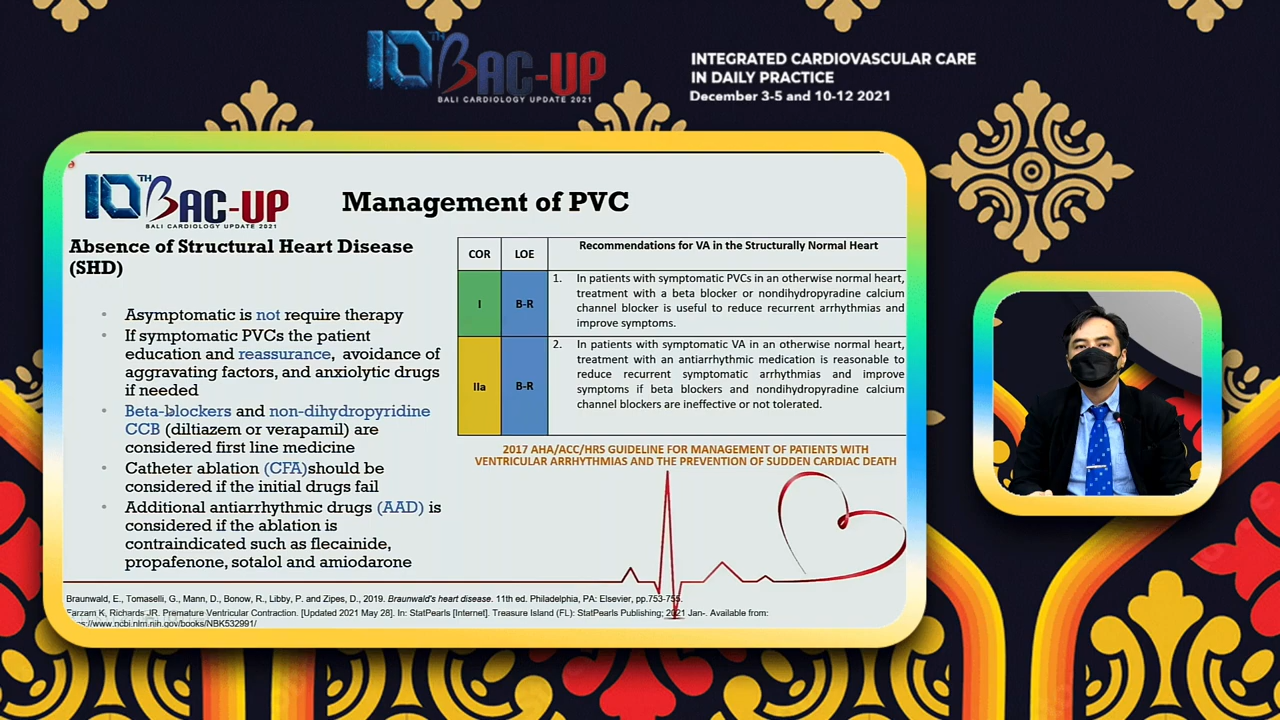 10TH BAC-UP
BALI CARDIOLOGY UPDATE 2021
INTEGRATED CARDIOVASCULAR CARE
IN DAILY PRACTICE
December 3-5 and 10-12 2021
10TH BAC-UP
BALI CARDIOLOGY UPDATE 2021
Management of PVC
Absence of Structural Heart Disease
(SHD)
• Asymptomatic is not require therapy
• If symptomatic PVCs the patient
education and reassurance, avoidance of
aggravating factors, and anxiolytic drugs
if needed
• Beta-blockers and non-dihydropyridine
CCB (diltiazem or verapamil) are
considered first line medicine
• Catheter ablation (CFA)should be
considered if the initial drugs fail
• Additional antiarrhythmic drugs (AAD) is
considered if the ablation is
contraindicated such as flecainide,
propafenone, sotalol and amiodarone
COR LOE Recommendations for VA in the Structurally Normal Heart
I B-R 1. In patients with symptomatic PVCs in an otherwise normal heart,
treatment with a beta blocker or nondihydropyradine calcium
channel blocker is useful to reduce recurrent arrhythmias and
improve symptoms.
IIa B-R 2. In patients with symptomatic VA in an otherwise normal heart,
treatment with an antiarrhythmic medication is reasonable to
reduce recurrent symptomatic arrhythmias and improve
symptoms if beta blockers and nondihydropyradine calcium
channel blockers are ineffective or not tolerated.
2017 AHA/ACC/HRS GUIDELINE FOR MANAGEMENT OF PATIENTS WITH
VENTRICULAR ARRHYTHMIAS AND THE PREVENTION OF SUDDEN CARDIAC DEATH
Braunwald, E., Tomaselli, G., Mann, D., Bonow, R., Libby, P. and Zipes, D., 2019. Braunwald's heart disease. 11th ed. Philadelphia, PA: Elsevier, pp.753-755.
Farzam K, Richards JR. Premature Ventricular Contraction. [Updated 2021 May 28]. In: StatPearls [Internet]. Treasure Island (FL): StatPearls Publishing; 2021 Jan-. Available from:
://www.ncbi.nlm.nih.gov/books/NBK532991/